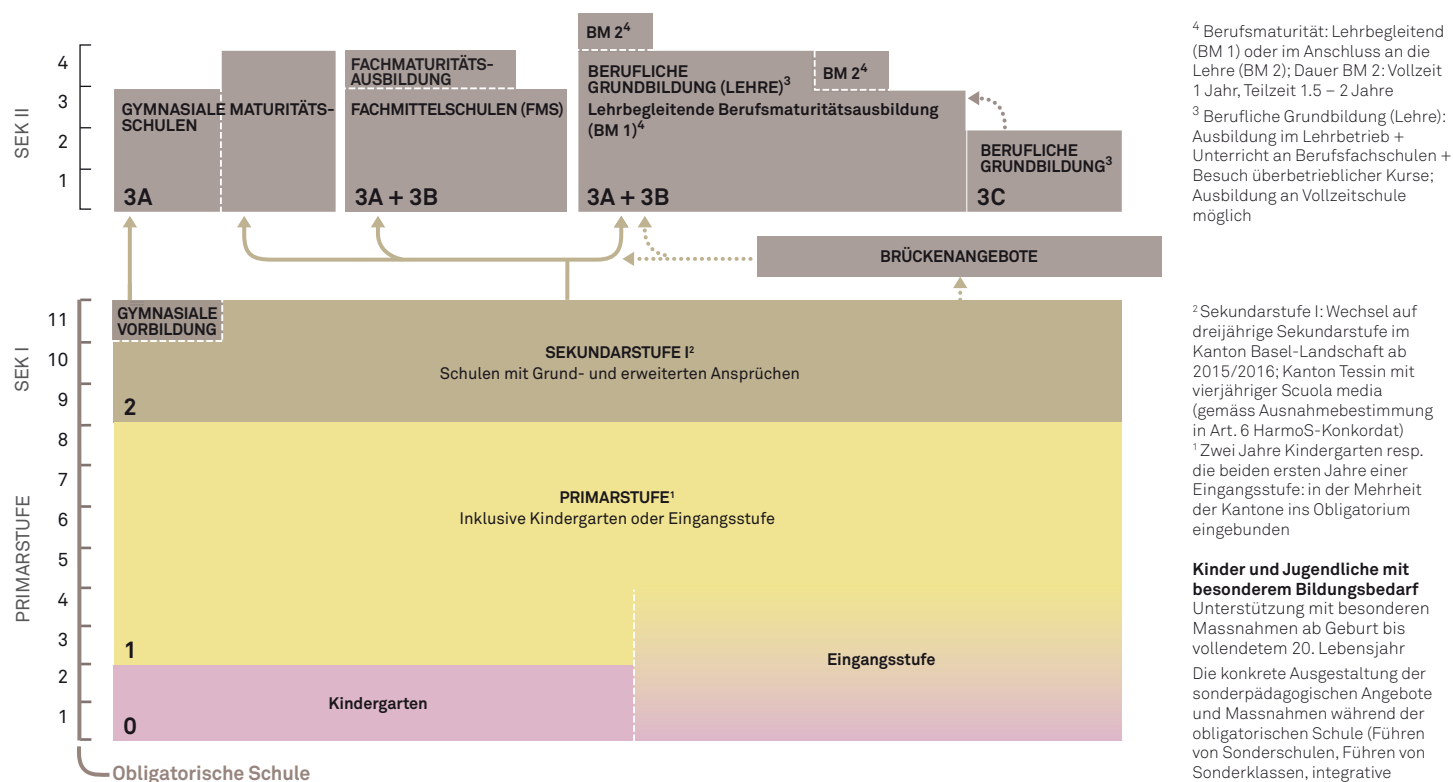 BM 2⁴
4
3
2
1
SEK II
GYMNASIALE MATURITÄTS-
SCHULEN
3A
FACHMATURITÄTS-
AUSBILDUNG
FACHMITTELSCHULEN (FMS)
3A + 3B
BERUFLICHE
GRUNDBILDUNG (LEHRE)³
Lehrbegleitende Berufsmaturitätsausbildung
(BM 1)⁴
3A + 3B
BM 2⁴
BERUFLICHE
GRUNDBILDUNG³
3C
BRÜCKENANGEBOTE
11
10
9
SEK I
GYMNASIALE
VORBILDUNG
SEKUNDARSTUFE I²
Schulen mit Grund- und erweiterten Ansprüchen
2
8
7
6
5
4
3
2
1
PRIMARSTUFE
PRIMARSTUFE¹
Inklusive Kindergarten oder Eingangsstufe
1
Eingangsstufe
Kindergarten
0
Obligatorische Schule
⁴ Berufsmaturität: Lehrbegleitend
(BM 1) oder im Anschluss an die
Lehre (BM 2); Dauer BM 2: Vollzeit
1 Jahr, Teilzeit 1.5 – 2 Jahre
³ Berufliche Grundbildung (Lehre):
Ausbildung im Lehrbetrieb +
Unterricht an Berufsfachschulen +
Besuch überbetrieblicher Kurse;
Ausbildung an Vollzeitschule
möglich
² Sekundarstufe I: Wechsel auf
dreijährige Sekundarstufe im
Kanton Basel-Landschaft ab
2015/2016; Kanton Tessin mit
vierjähriger Scuola media
(gemäss Ausnahmebestimmung
in Art. 6 HarmoS-Konkordat)
¹ Zwei Jahre Kindergarten resp.
die beiden ersten Jahre einer
Eingangsstufe: in der Mehrheit
der Kantone ins Obligatorium
eingebunden
Kinder und Jugendliche mit
besonderem Bildungsbedarf
Unterstützung mit besonderen
Massnahmen ab Geburt bis
vollendetem 20. Lebensjahr
Die konkrete Ausgestaltung der
sonderpädagogischen Angebote
und Massnahmen während der
obligatorischen Schule (Führen
von Sonderschulen, Führen von
Sonderklassen, integrative